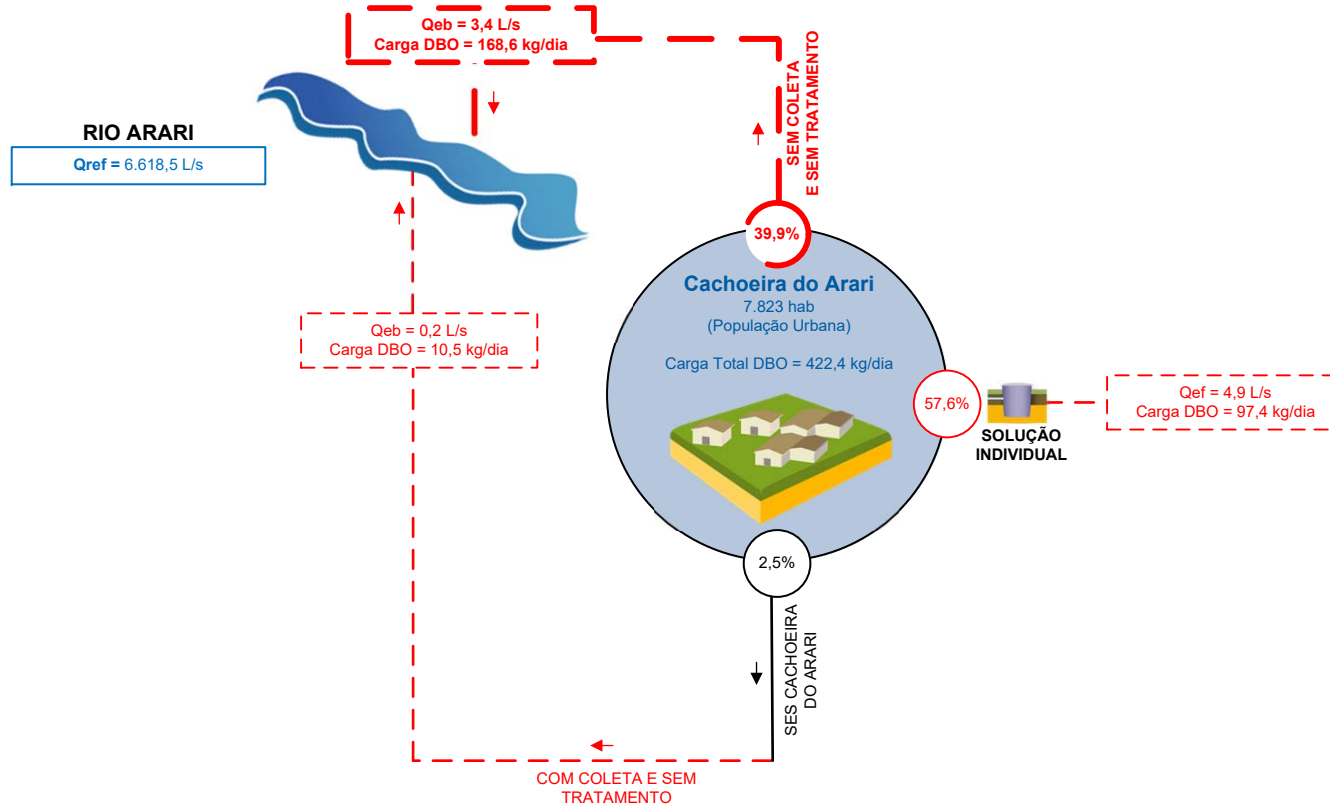 Qeb = 3,4 L/s
Carga DBO = 168,6 kg/dia
SEM COLETA
E SEM TRATAMENTO
RIO ARARI
Qref = 6.618,5 L/s
39,9%
Cachoeira do Arari
7.823 hab
(População Urbana)
Carga Total DBO = 422,4 kg/dia
Qeb = 0,2 L/s
Carga DBO = 10,5 kg/dia
57,6%
SOLUÇÃO
INDIVIDUAL
Qef = 4,9 L/s
Carga DBO = 97,4 kg/dia
2,5%
SES CACHOEIRA
DO ARARI
COM COLETA E SEM
TRATAMENTO